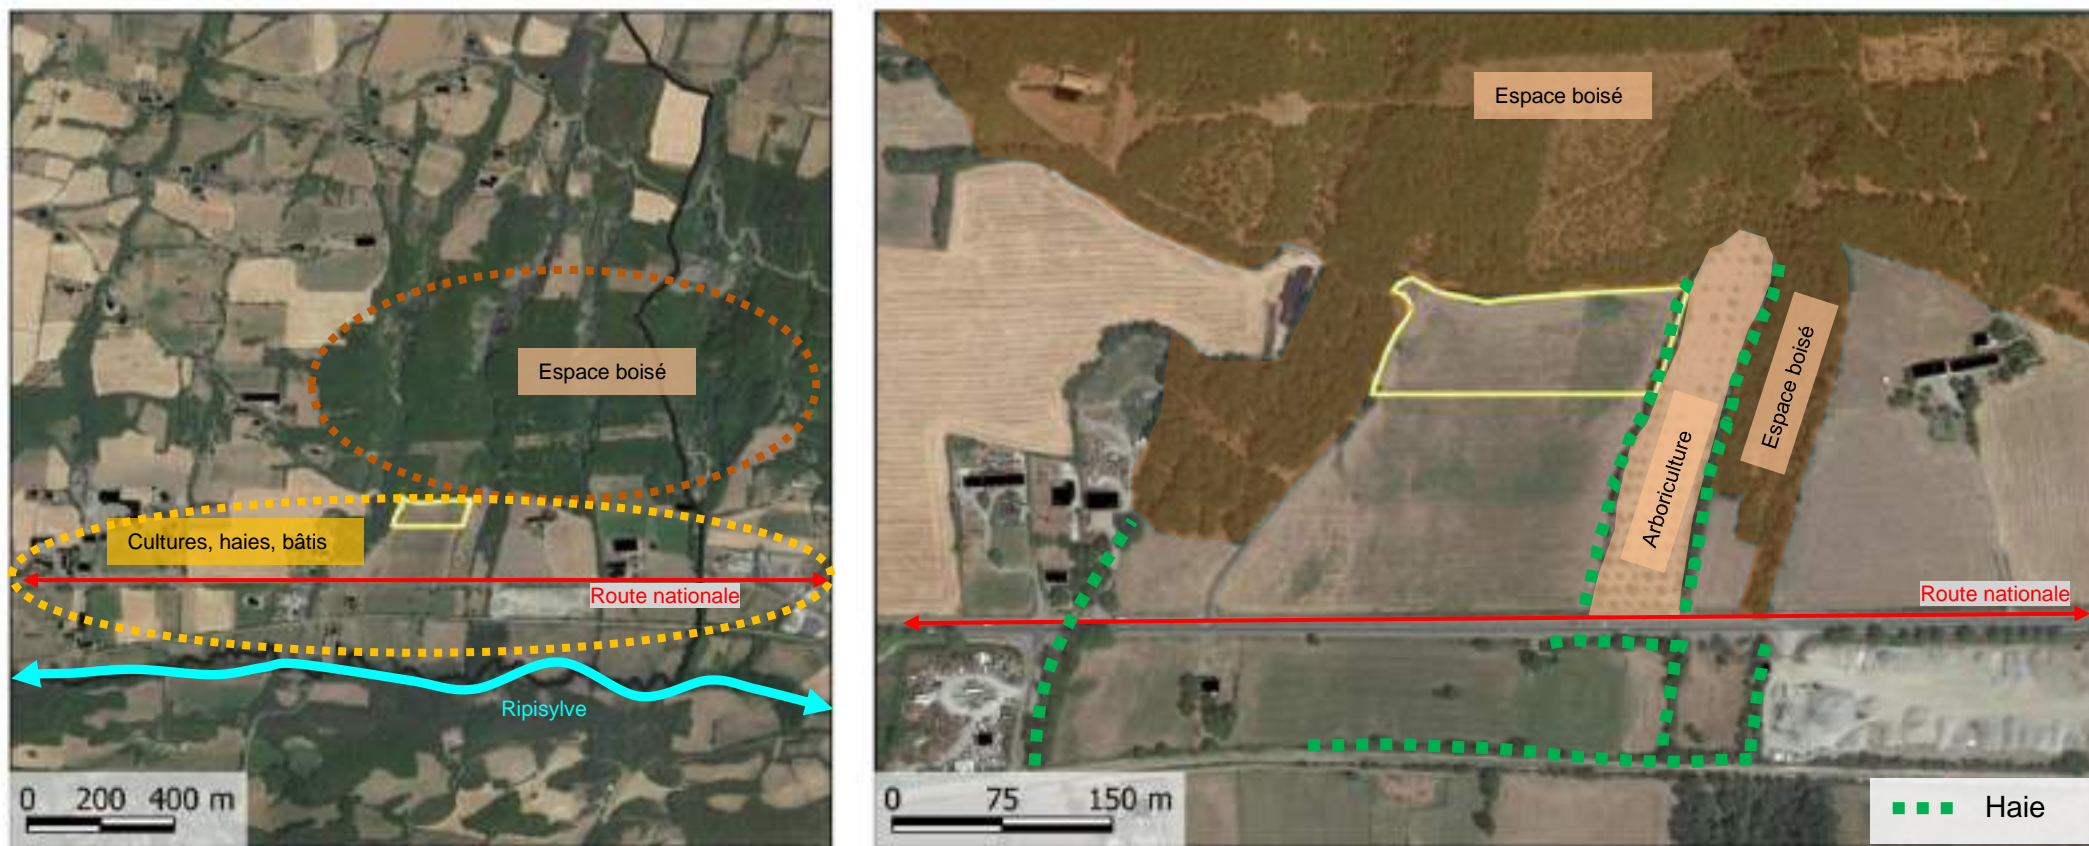 Espace boisé
Cultures, haies, bâtis
Route nationale
Ripisylve
0 200 400 m
Espace boisé
Espace boisé
Arboriculture
Route nationale
0 75 150 m
Haie